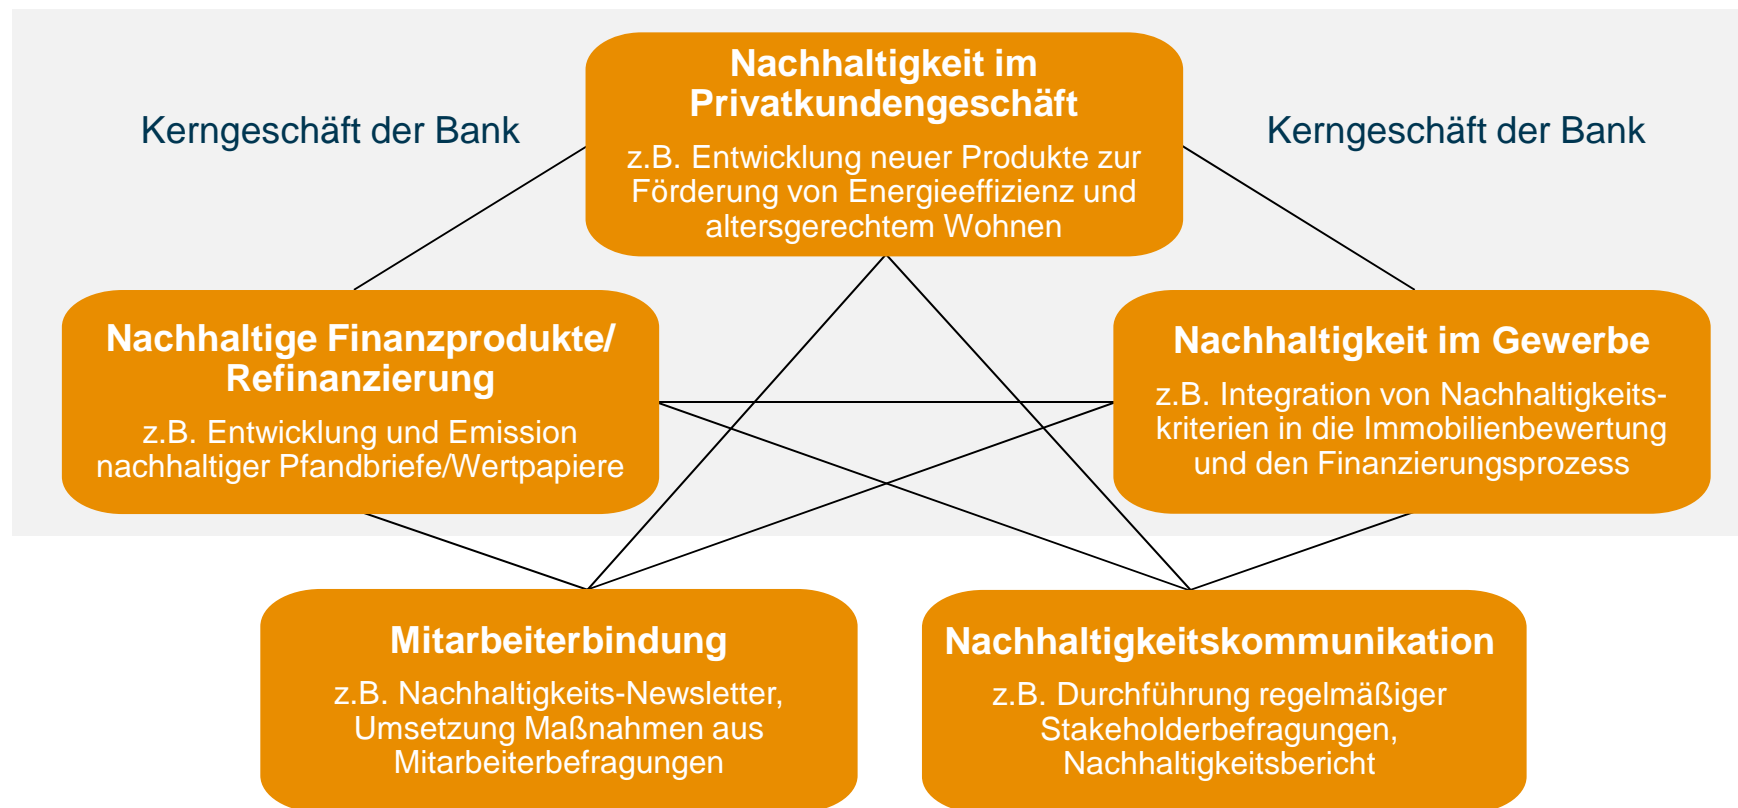 Nachhaltigkeit im
Privatkundengeschäft
z.B. Entwicklung neuer Produkte zur
Förderung von Energieeffizienz und
altersgerechtem Wohnen
Kerngeschäft der Bank
Kerngeschäft der Bank
Nachhaltige Finanzprodukte/
Refinanzierung
z.B. Entwicklung und Emission
nachhaltiger Pfandbriefe/Wertpapiere
Nachhaltigkeit im Gewerbe
z.B. Integration von Nachhaltigkeits-
kriterien in die Immobilienbewertung
und den Finanzierungsprozess
Mitarbeiterbindung
z.B. Nachhaltigkeits-Newsletter,
Umsetzung Maßnahmen aus
Mitarbeiterbefragungen
Nachhaltigkeitskommunikation
z.B. Durchführung regelmäßiger
Stakeholderbefragungen,
Nachhaltigkeitsbericht